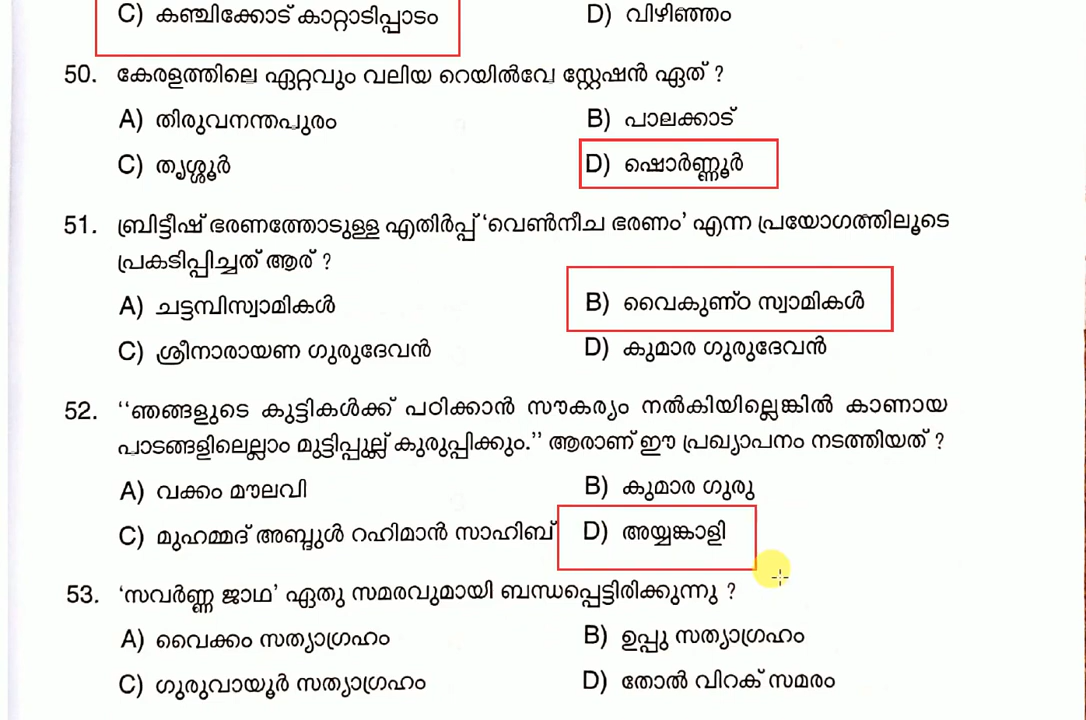 C) കഞ്ചിക്കോട് കാറ്റാടിപ്പാടം D) വിഴിഞ്ഞം
50. കേരളത്തിലെ ഏറ്റവും വലിയ റെയിൽവേ സ്റ്റേഷൻ ഏത് ?
A) തിരുവനന്തപുരം B) പാലക്കാട്
C) തൃശ്ശൂർ D) ഷൊർണ്ണൂർ
51. ബ്രിട്ടീഷ് ഭരണത്തോടുള്ള എതിർപ്പ് ‘വെൺനീച ഭരണം’ എന്ന പ്രയോഗത്തിലൂടെ
പ്രകടിപ്പിച്ചത് ആര് ?
A) ചട്ടമ്പിസ്വാമികൾ B) വൈകുണ്ഠ സ്വാമികൾ
C) ശ്രീനാരായണ ഗുരുദേവൻ D) കുമാര ഗുരുദേവൻ
52. ‘‘ഞങ്ങളുടെ കുട്ടികൾക്ക് പഠിക്കാൻ സൗകര്യം നൽകിയില്ലെങ്കിൽ കാണായ
പാടങ്ങളിലെല്ലാം മുട്ടിപ്പുല്ല് കുരുപ്പിക്കും.’’ ആരാണ് ഈ പ്രഖ്യാപനം നടത്തിയത് ?
A) വക്കം മൗലവി B) കുമാര ഗുരു
C) മുഹമ്മദ് അബ്ദുൾ റഹിമാൻ സാഹിബ് D) അയ്യങ്കാളി
53. ‘സവർണ്ണ ജാഥ’ ഏതു സമരവുമായി ബന്ധപ്പെട്ടിരിക്കുന്നു ?
A) വൈക്കം സത്യാഗ്രഹം B) ഉപ്പു സത്യാഗ്രഹം
C) ഗുരുവായൂർ സത്യാഗ്രഹം D) തോൽ വിറക് സമരം